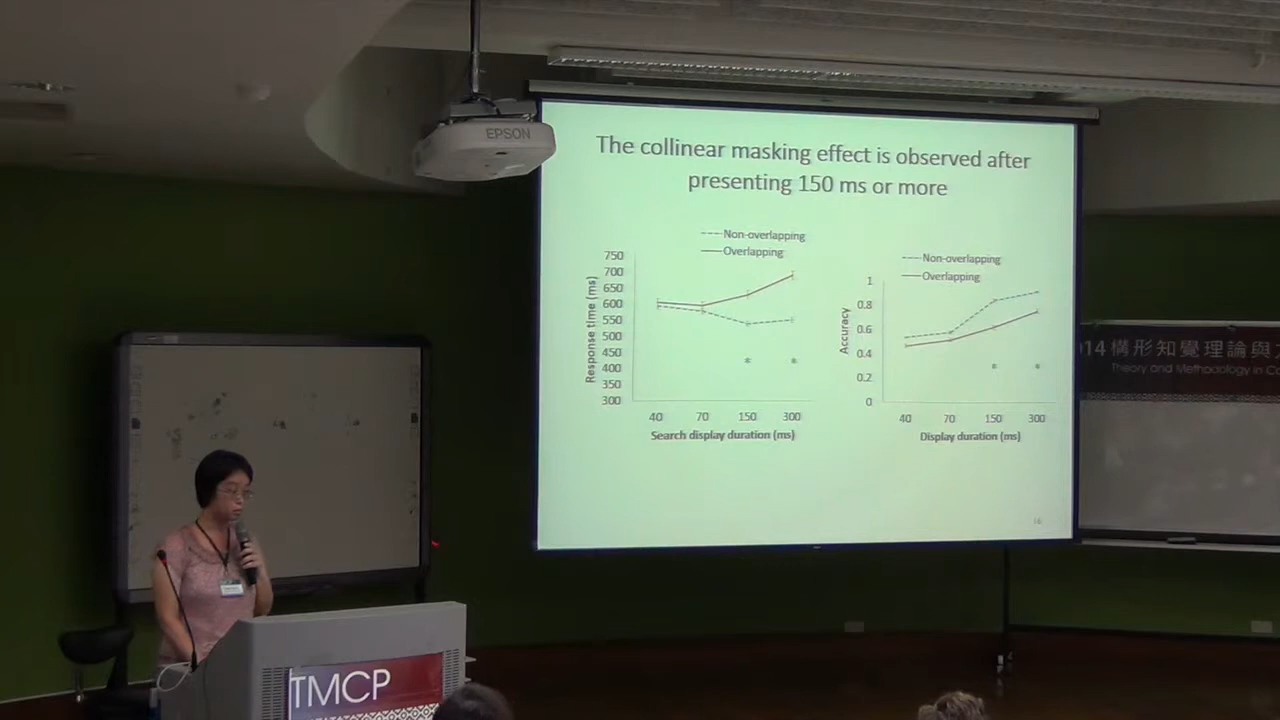 EPSON
The collinear masking effect is observed after
presenting 150 ms or more
Non-overlapping
Overlapping
750
700
650
600
550
500
450
400
350
300
Response time (ms)
40 70 150 300
Search display duration (ms)
* *
Non-overlapping
Overlapping
1
0.8
0.6
0.4
0.2
0
Accuracy
40 70 150 300
Display duration (ms)
* *
16
14 構形知覺理論與
Theory and Methodology in
TMCP